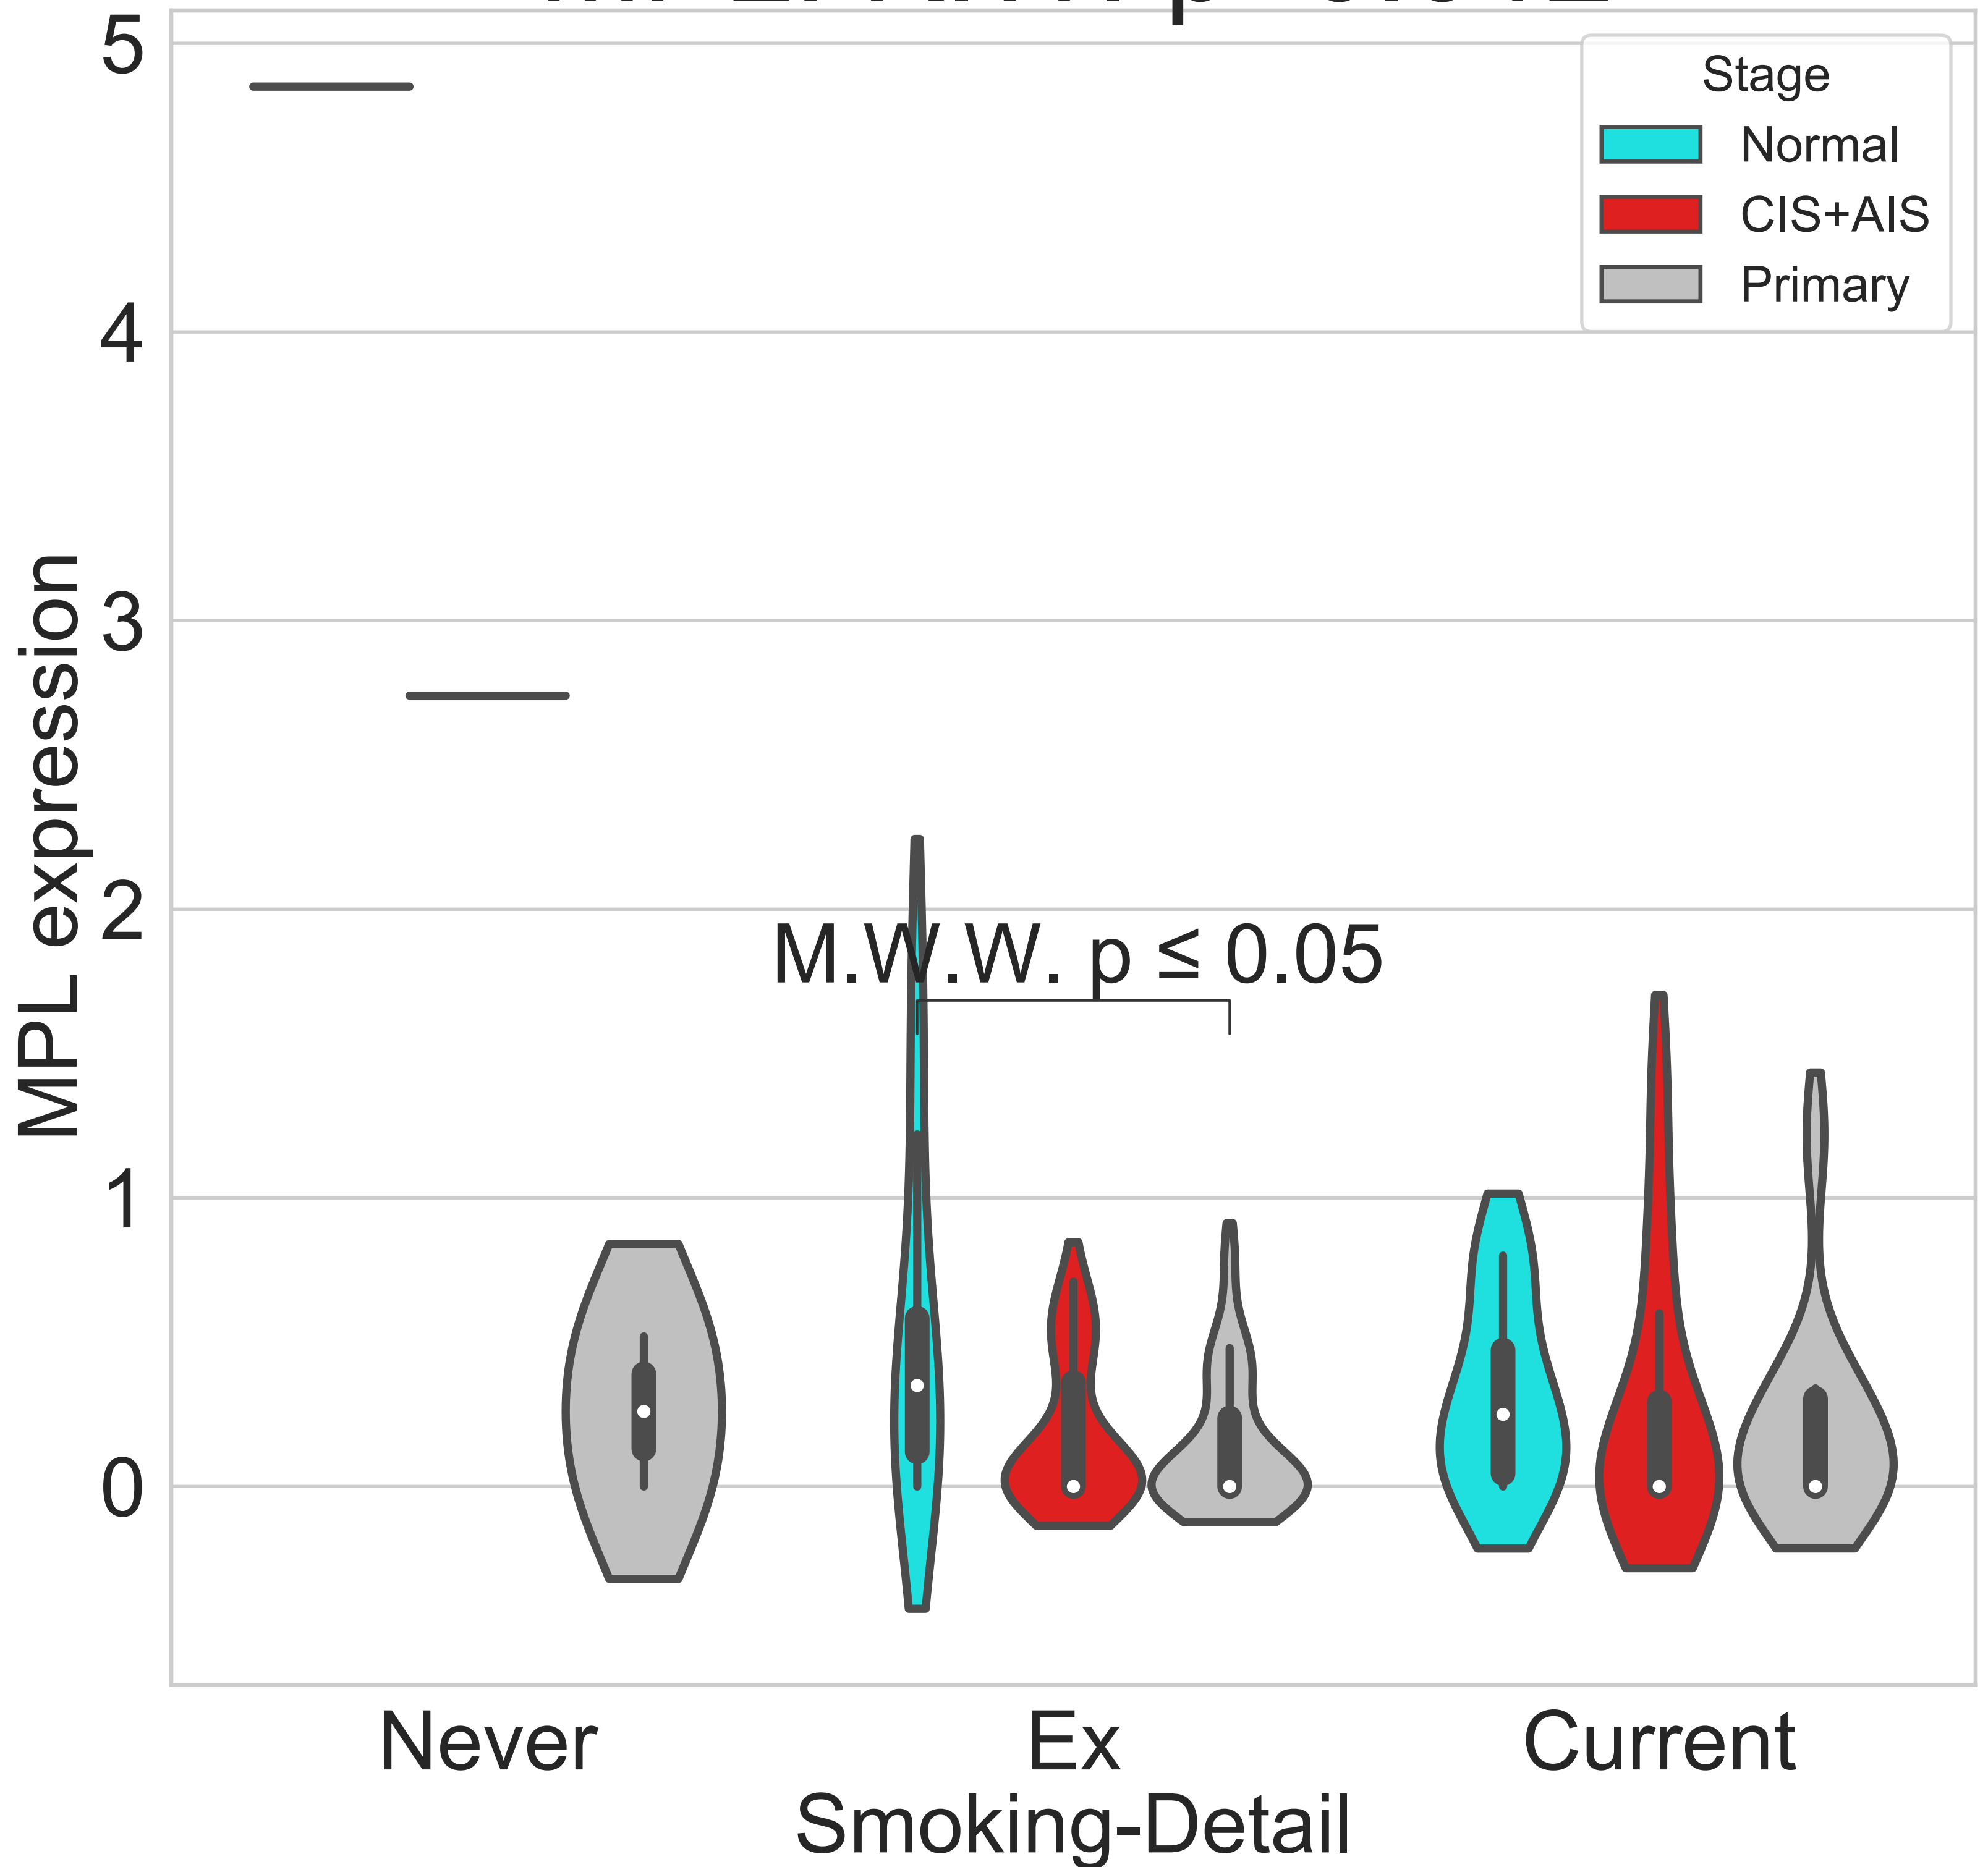 5
4
3
2
1
0
MPL expression
Stage
Normal
CIS+AIS
Primary
M.W.W. p ≤ 0.05
Never
Ex
Current
Smoking-Detail